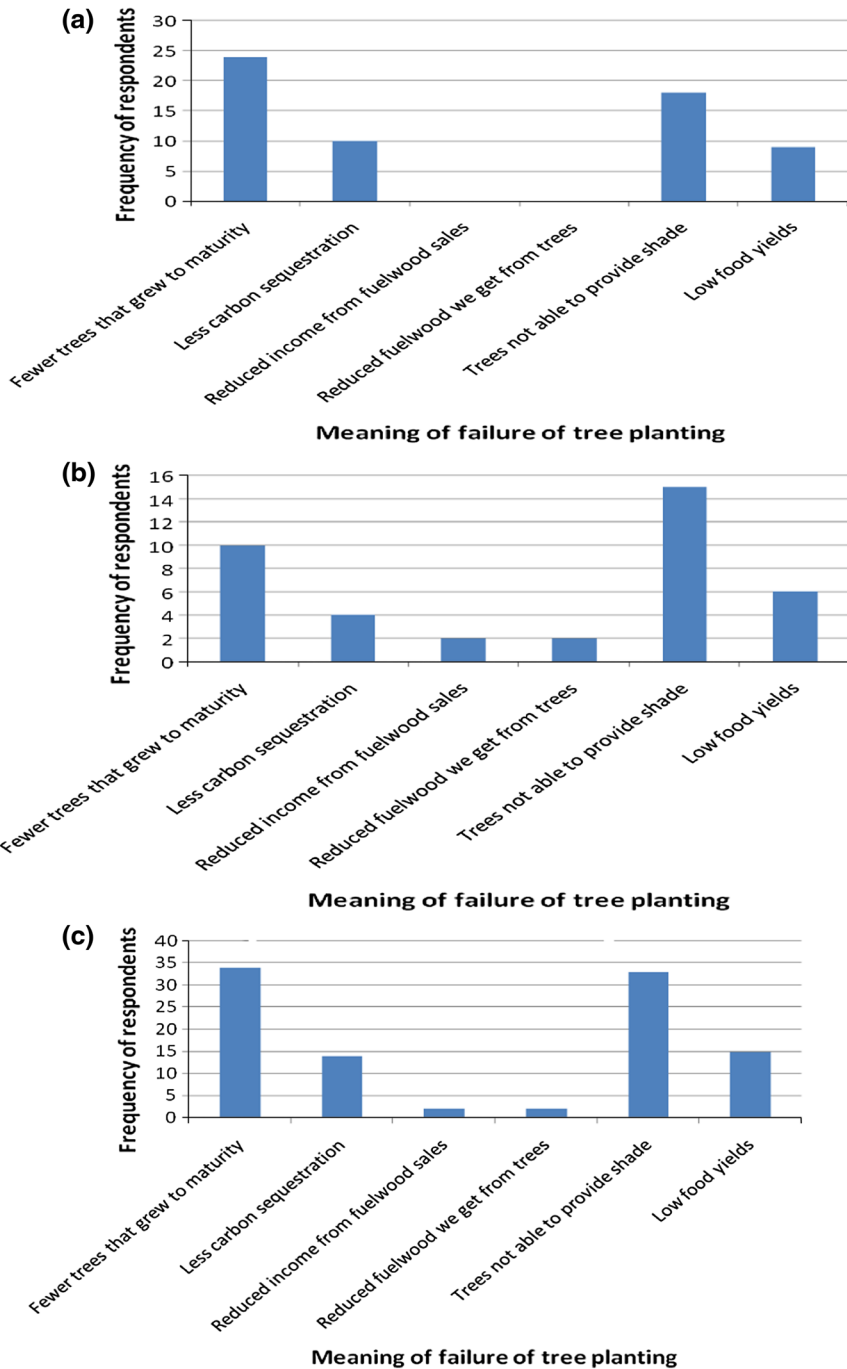 (a)
Frequency of respondents
30
25
20
15
10
5
0
Fewer trees that grew to maturity
Less carbon sequestration
Reduced income from fuelwood sales
Reduced fuelwood we get from trees
Trees not able to provide shade
Low food yields
Meaning of failure of tree planting
(b)
Frequency of respondents
16
14
12
10
8
6
4
2
0
Fewer trees that grew to maturity
Less carbon sequestration
Reduced income from fuelwood sales
Reduced fuelwood we get from trees
Trees not able to provide shade
Low food yields
Meaning of failure of tree planting
(c)
Frequency of respondents
40
35
30
25
20
15
10
5
0
Fewer trees that grew to maturity
Less carbon sequestration
Reduced income from fuelwood sales
Reduced fuelwood we get from trees
Trees not able to provide shade
Low food yields
Meaning of failure of tree planting